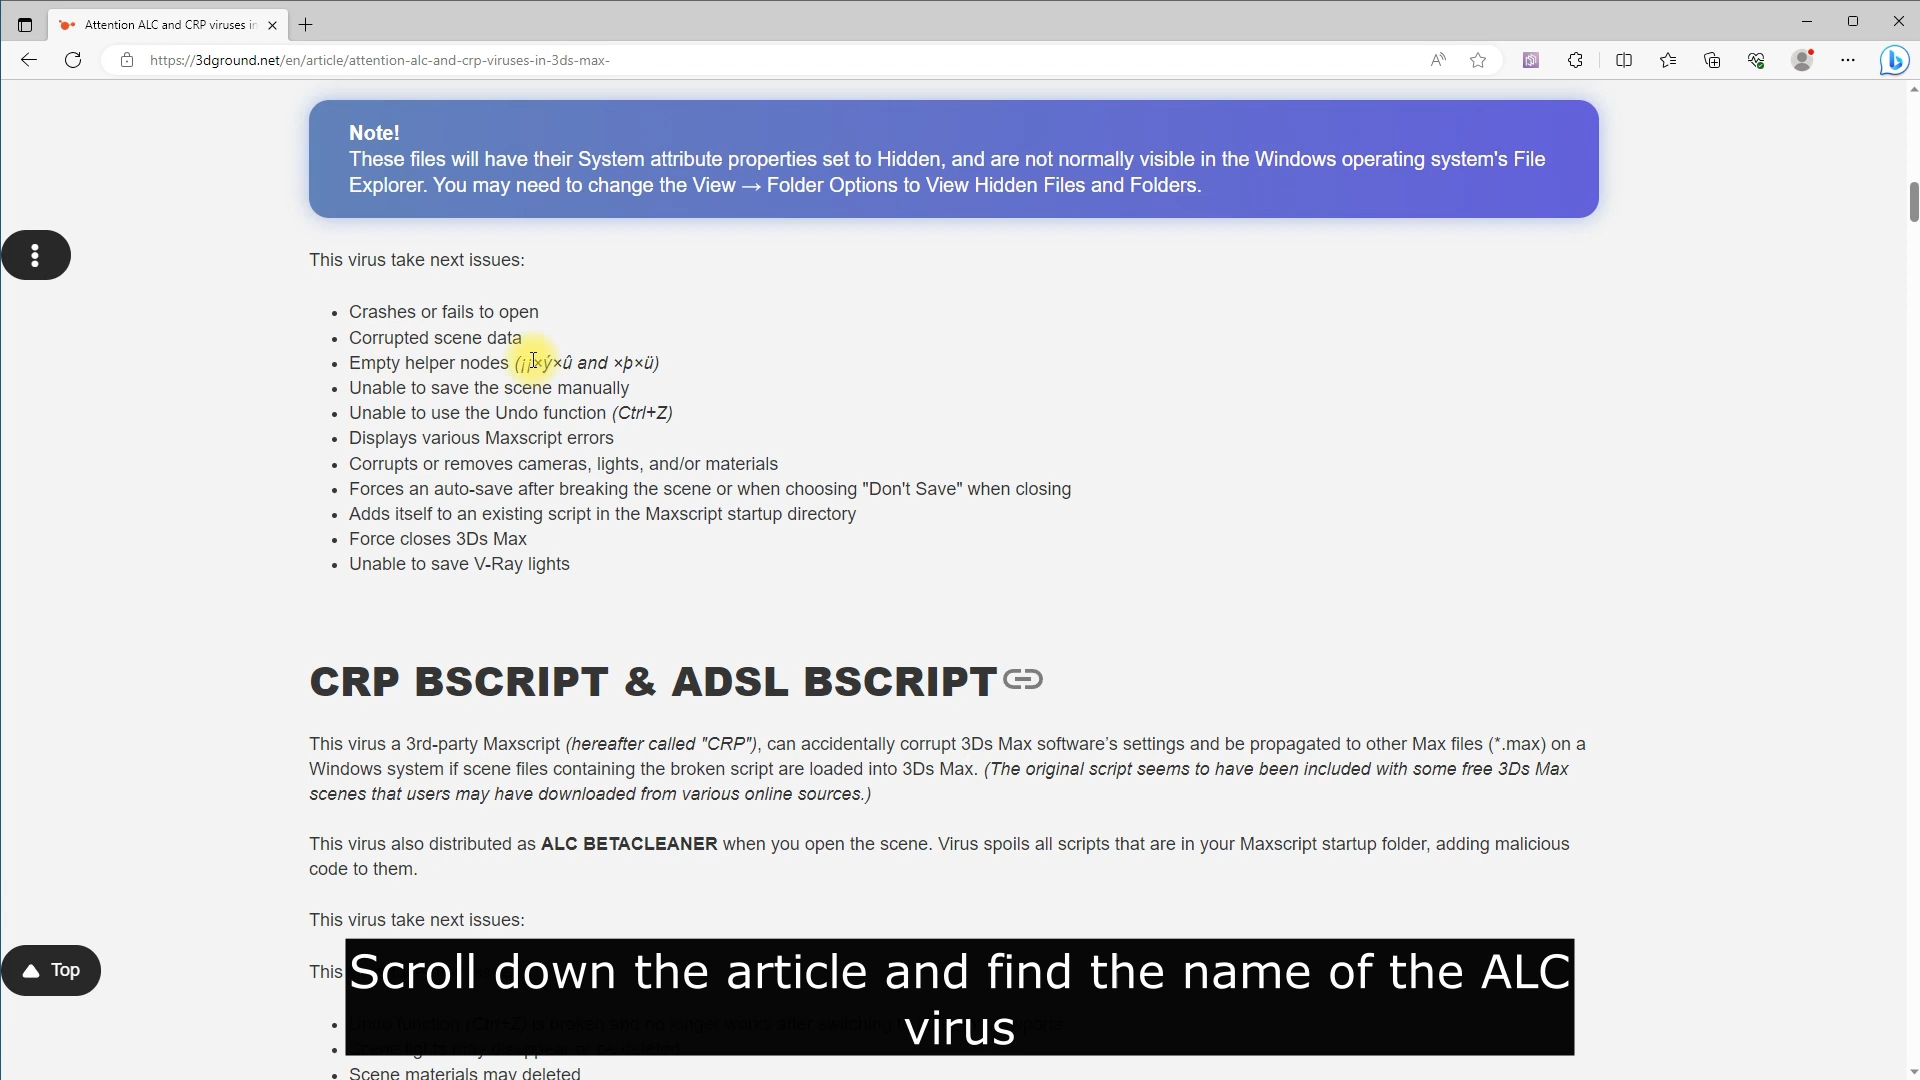 Attention ALC and CRP viruses in
https://3dground.net/en/article/attention-alc-and-crp-viruses-in-3ds-max-
Note!
These files will have their System attribute properties set to Hidden, and are not normally visible in the Windows operating system's File
Explorer. You may need to change the View → Folder Options to View Hidden Files and Folders.
This virus take next issues:
• Crashes or fails to open
• Corrupted scene data
• Empty helper nodes (¡¡×ý×û and ×þ×ü)
• Unable to save the scene manually
• Unable to use the Undo function (Ctrl+Z)
• Displays various Maxscript errors
• Corrupts or removes cameras, lights, and/or materials
• Forces an auto-save after breaking the scene or when choosing "Don't Save" when closing
• Adds itself to an existing script in the Maxscript startup directory
• Force closes 3Ds Max
• Unable to save V-Ray lights
CRP BSCRIPT & ADSL BSCRIPT
This virus a 3rd-party Maxscript (hereafter called "CRP"), can accidentally corrupt 3Ds Max software's settings and be propagated to other Max files (*.max) on a
Windows system if scene files containing the broken script are loaded into 3Ds Max. (The original script seems to have been included with some free 3Ds Max
scenes that users may have downloaded from various online sources.)
This virus also distributed as ALC BETACLEANER when you open the scene. Virus spoils all scripts that are in your Maxscript startup folder, adding malicious
code to them.
This virus take next issues:
Top
This
Scroll down the article and find the name of the ALC
virus
• Scene materials may deleted